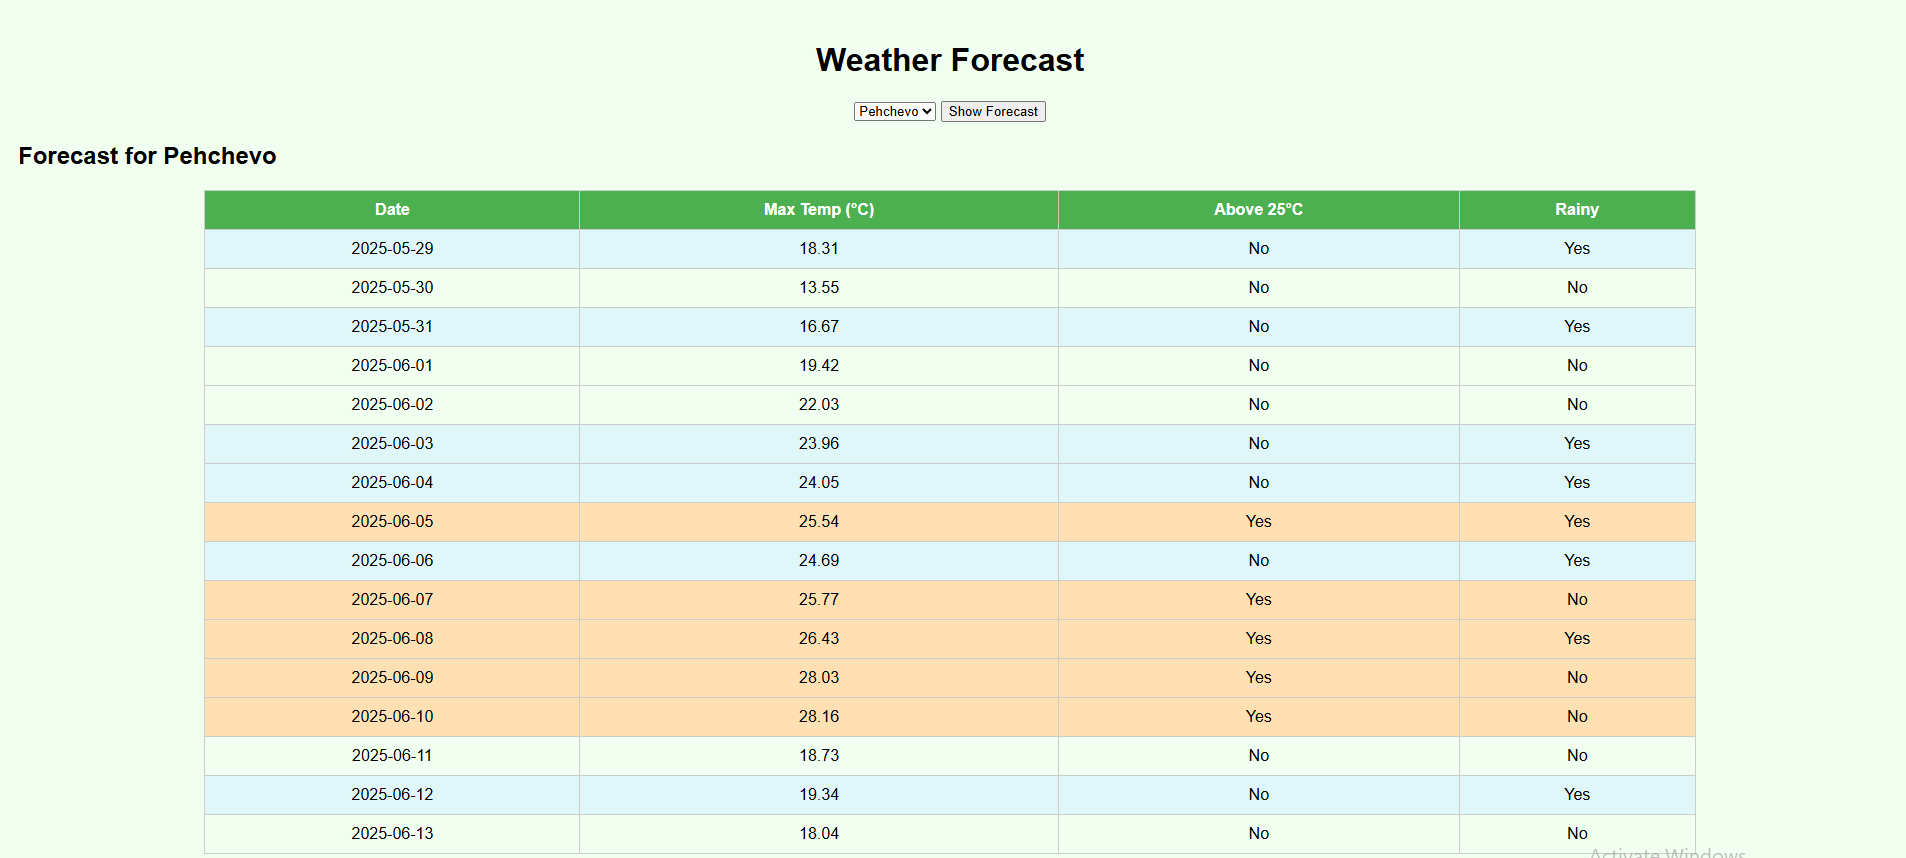 Weather Forecast
Pehchevo Show Forecast
Forecast for Pehchevo
Date Max Temp (°C) Above 25°C Rainy
2025-05-29 18.31 No Yes
2025-05-30 13.55 No No
2025-05-31 16.67 No Yes
2025-06-01 19.42 No No
2025-06-02 22.03 No No
2025-06-03 23.96 No Yes
2025-06-04 24.05 No Yes
2025-06-05 25.54 Yes Yes
2025-06-06 24.69 No Yes
2025-06-07 25.77 Yes No
2025-06-08 26.43 Yes Yes
2025-06-09 28.03 Yes No
2025-06-10 28.16 Yes No
2025-06-11 18.73 No No
2025-06-12 19.34 No Yes
2025-06-13 18.04 No No
Activate Windows